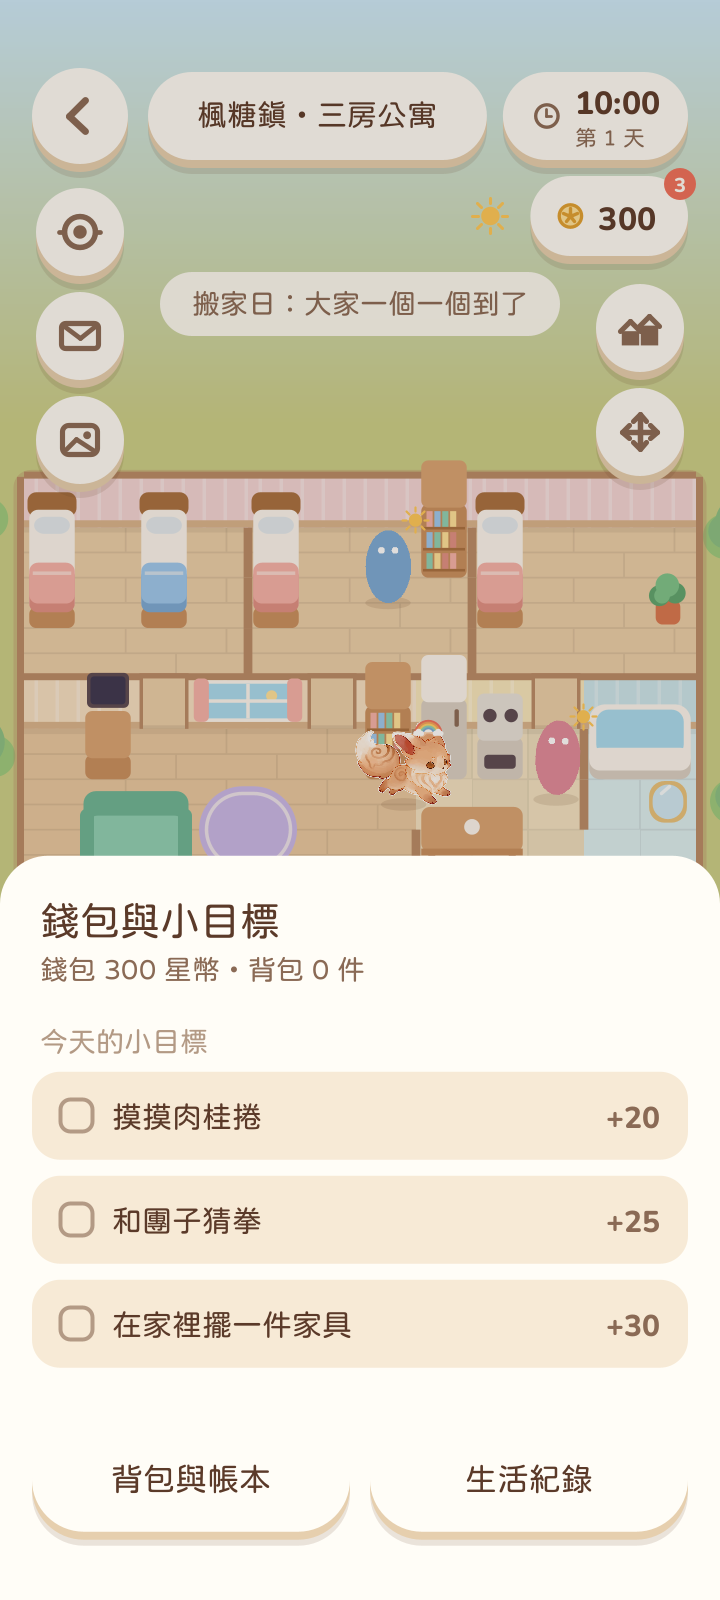 楓糖鎮・三房公寓
10:00
第 1 天
3
300
搬家日：大家一個一個到了
錢包與小目標
錢包 300 星幣・背包 0 件
今天的小目標
摸摸肉桂捲 +20
和團子猜拳 +25
在家裡擺一件家具 +30
背包與帳本
生活紀錄